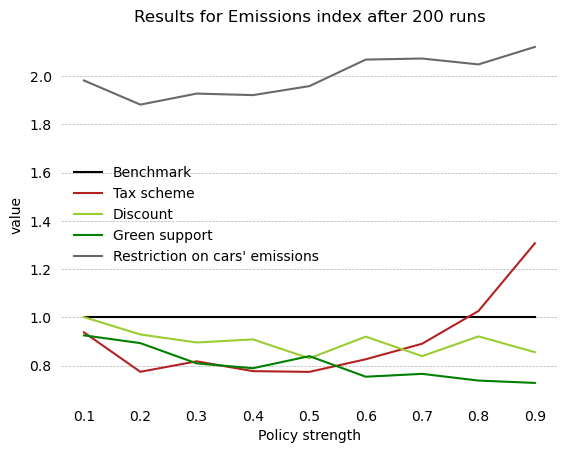 Results for Emissions index after 200 runs
2.0
1.8
1.6
1.4
1.2
1.0
0.8
value
Benchmark
Tax scheme
Discount
Green support
Restriction on cars' emissions
0.1 0.2 0.3 0.4 0.5 0.6 0.7 0.8 0.9
Policy strength